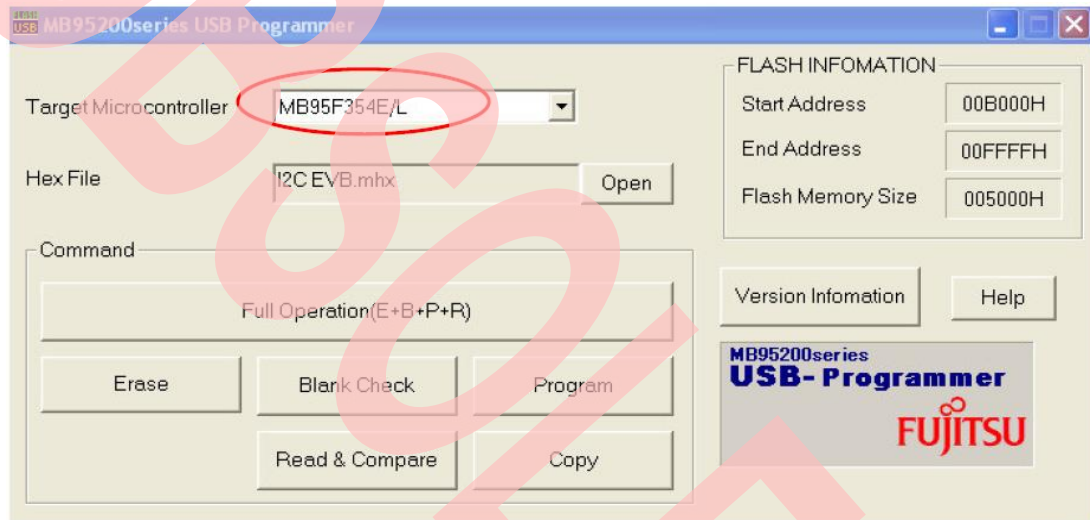 MB95200series USB Programmer
Target Microcontroller MB95F354E/L
Hex File I2C EVB.mhx Open
Command
Full Operation(E+B+P+R)
Erase Blank Check Program
Read & Compare Copy
FLASH INFOMATION
Start Address 00B000H
End Address 00FFFFH
Flash Memory Size 005000H
Version Infomation Help
MB95200series
USB-Programmer
FUJITSU